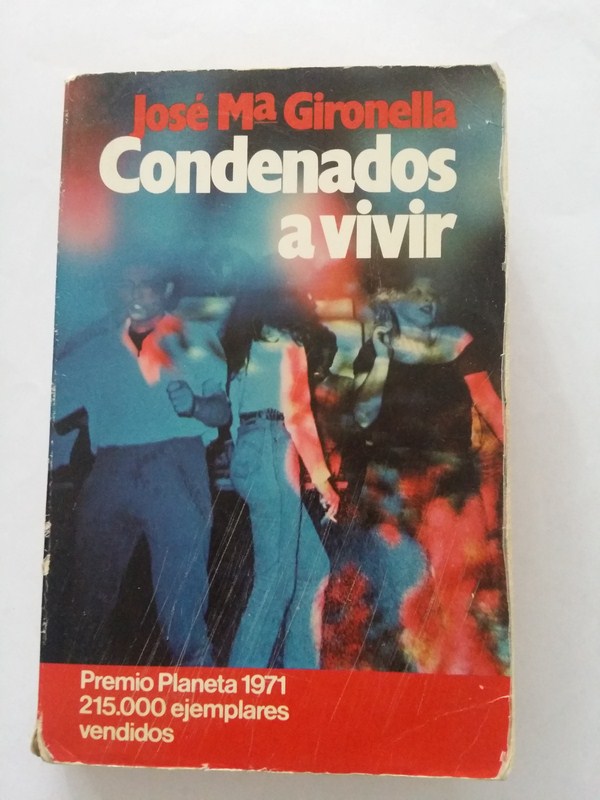 José Mª Gironella
Condenados
a vivir
Premio Planeta 1971
215.000 ejemplares
vendidos